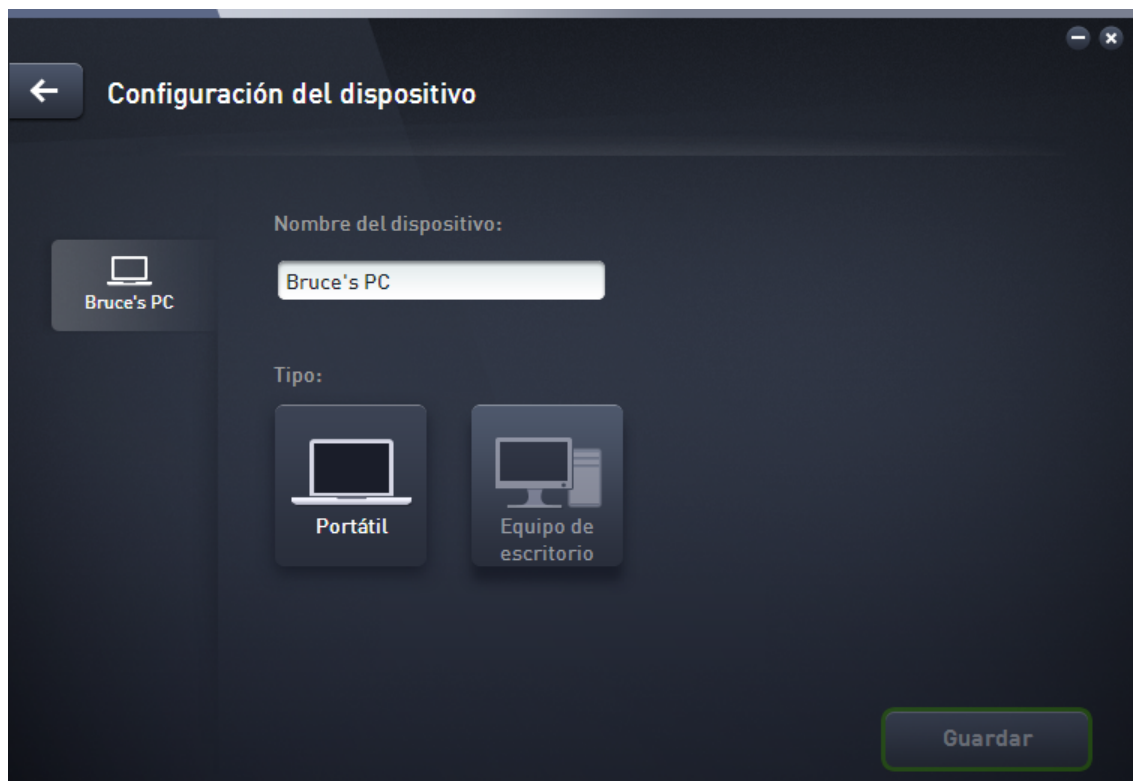 Configuración del dispositivo
Bruce's PC
Nombre del dispositivo:
Bruce's PC
Tipo:
Portátil
Equipo de
escritorio
Guardar